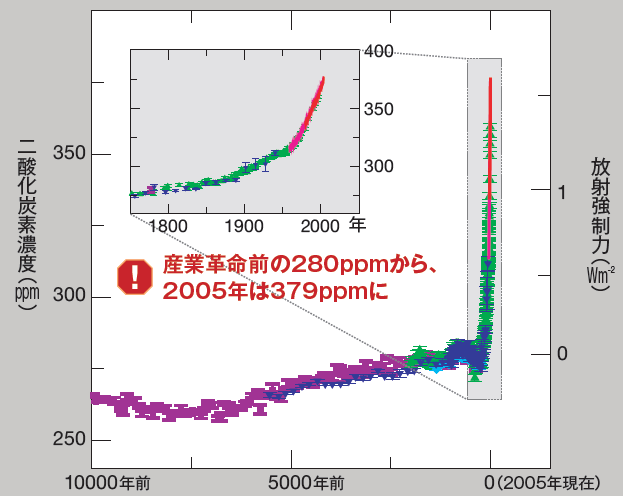 400
350
300
280
1800
1900
2000 年
二酸化炭素濃度(ppm)
350
300
250
産業革命前の280ppmから、
2005年は379ppmに
放射強制力(Wm-2)
1
0
10000年前
5000年前
0(2005年現在)